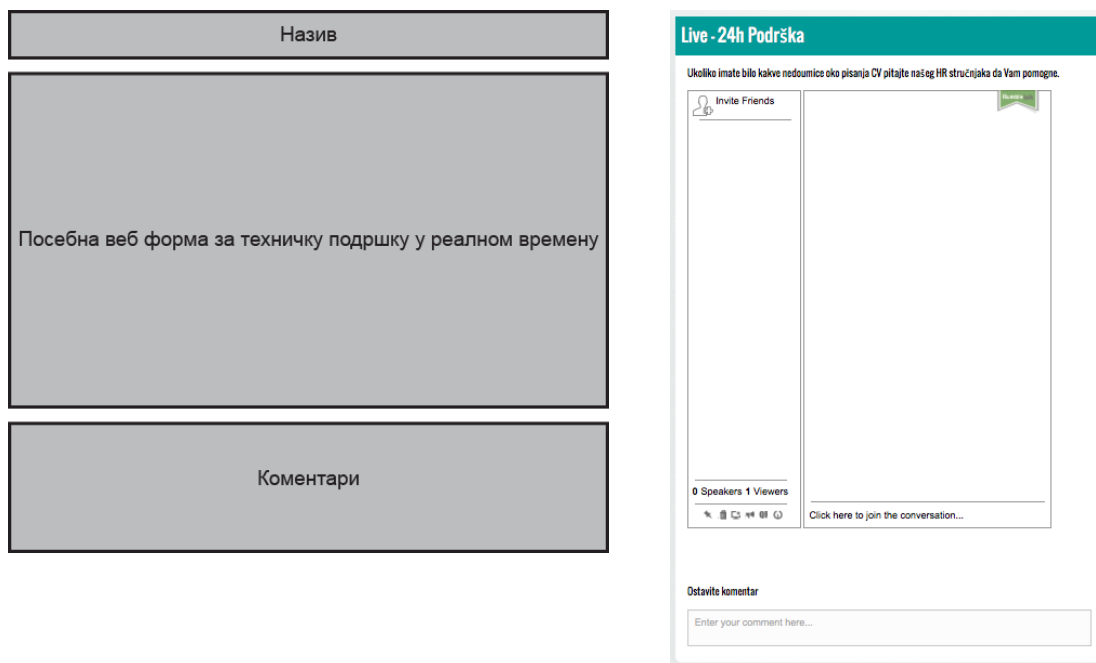 Назив
Посебна веб форма за техничку подршку у реалном времену
Коментари
Live - 24h Podrška
Ukoliko imate bilo kakve nedoumice oko pisanja CV pitajte našeg HR stručnjaka da Vam pomogne.
Invite Friends
0 Speakers 1 Viewers
Click here to join the conversation...
Ostavite komentar
Enter your comment here...